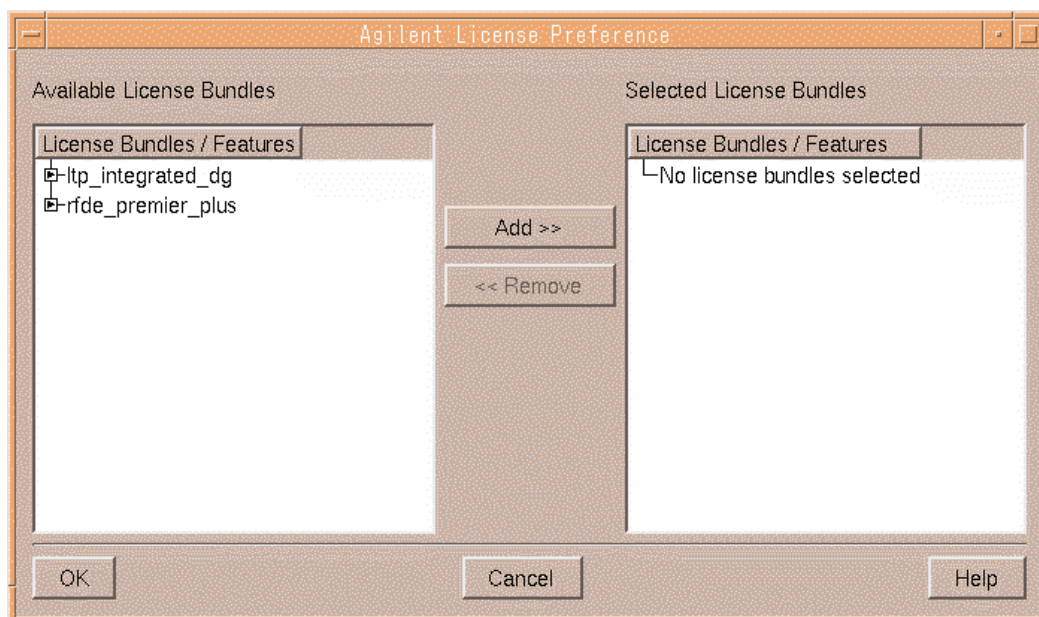 Agilent License Preference
Available License Bundles
Selected License Bundles
License Bundles / Features
License Bundles / Features
ltp_integrated_dg
No license bundles selected
rfde_premier_plus
Add >>
<< Remove
OK
Cancel
Help